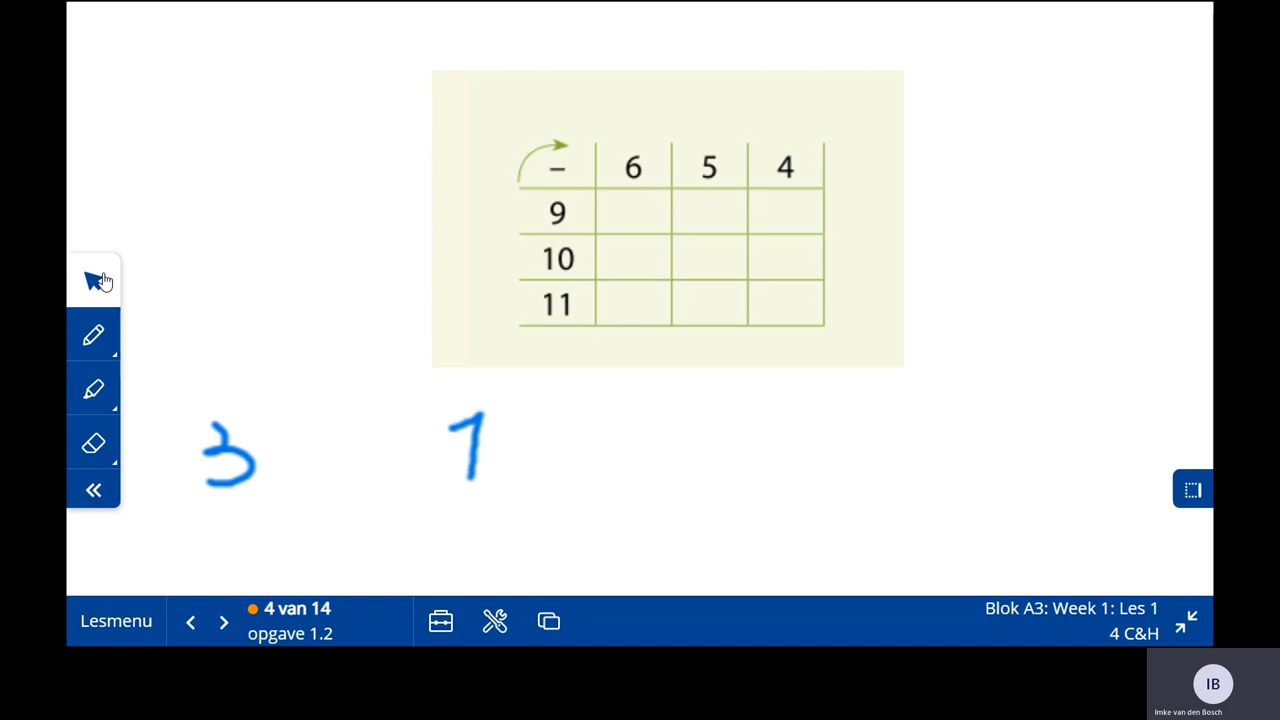 − 6 5 4
9
10
11
3 1
Lesmenu
4 van 14
opgave 1.2
Blok A3: Week 1: Les 1
4 C&H
IB
Imke van den Bosch